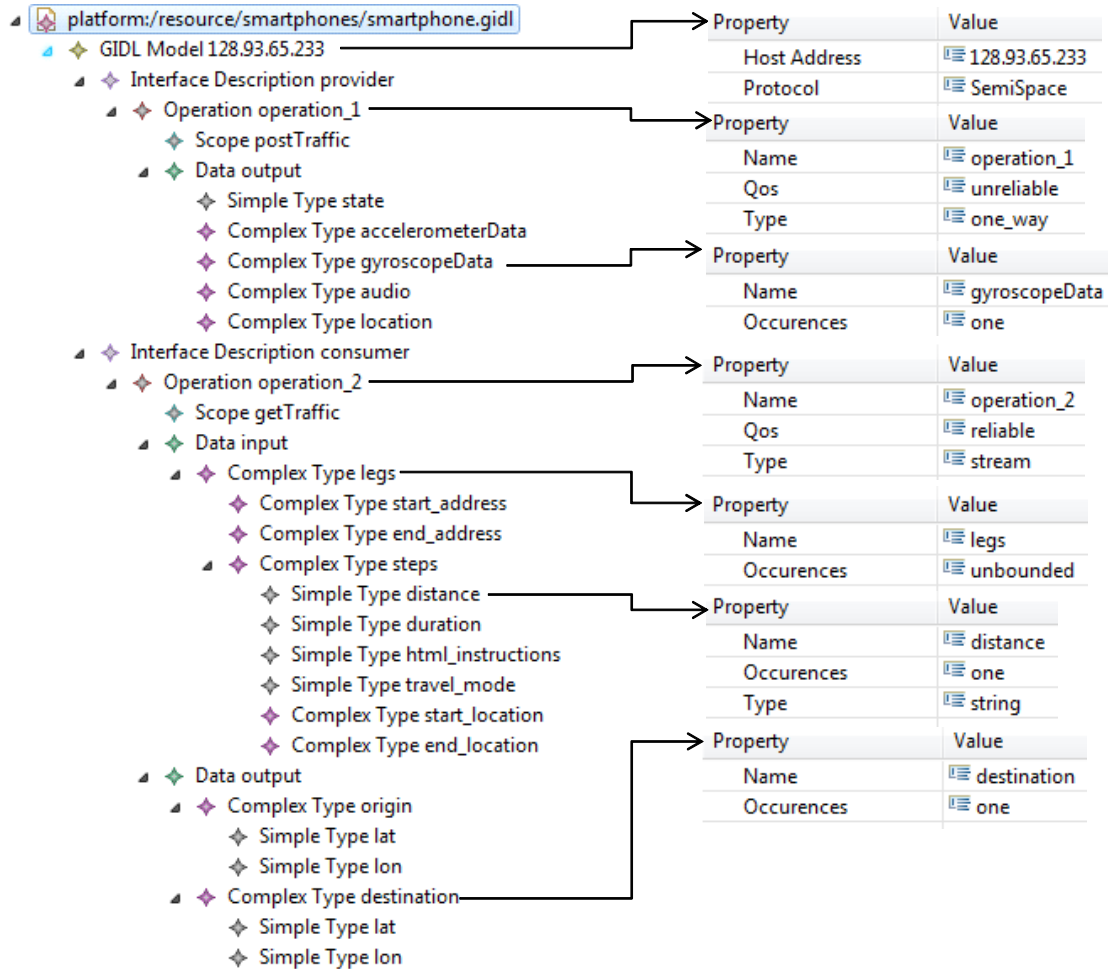 platform:/resource/smartphones/smartphone.gidl
GIDL Model 128.93.65.233
Interface Description provider
Operation operation_1
Scope postTraffic
Data output
Simple Type state
Complex Type accelerometerData
Complex Type gyroscopeData
Complex Type audio
Complex Type location
Interface Description consumer
Operation operation_2
Scope getTraffic
Data input
Complex Type legs
Complex Type start_address
Complex Type end_address
Complex Type steps
Simple Type distance
Simple Type duration
Simple Type html_instructions
Simple Type travel_mode
Complex Type start_location
Complex Type end_location
Data output
Complex Type origin
Simple Type lat
Simple Type lon
Complex Type destination
Simple Type lat
Simple Type lon
Property Value
Host Address 128.93.65.233
Protocol SemiSpace
Property Value
Name operation_1
Qos unreliable
Type one_way
Property Value
Name gyroscopeData
Occurences one
Property Value
Name operation_2
Qos reliable
Type stream
Property Value
Name legs
Occurences unbounded
Property Value
Name distance
Occurences one
Type string
Property Value
Name destination
Occurences one